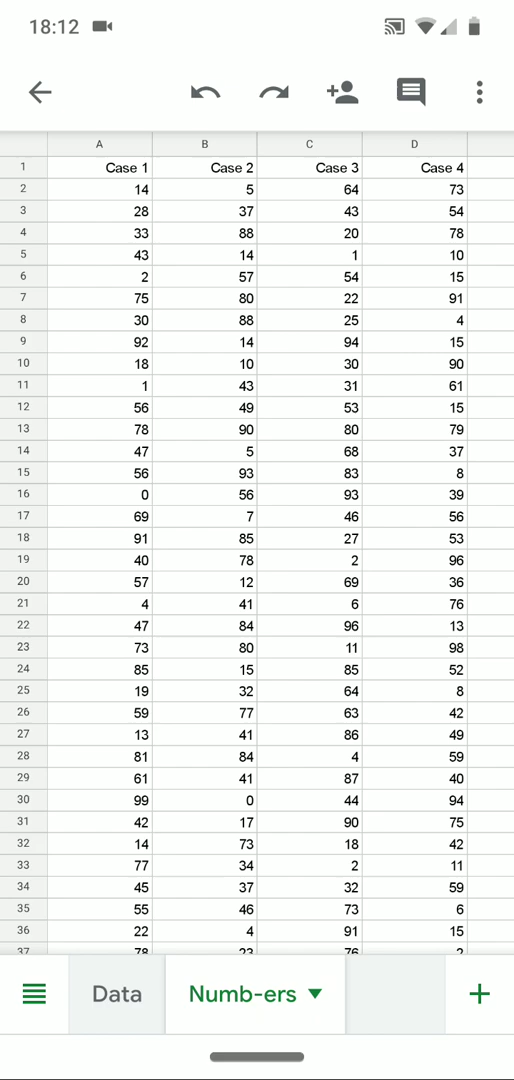 18:12
A B C D
1 Case 1 Case 2 Case 3 Case 4
2 14 5 64 73
3 28 37 43 54
4 33 88 20 78
5 43 14 1 10
6 2 57 54 15
7 75 80 22 91
8 30 88 25 4
9 92 14 94 15
10 18 10 30 90
11 1 43 31 61
12 56 49 53 15
13 78 90 80 79
14 47 5 68 37
15 56 93 83 8
16 0 56 93 39
17 69 7 46 56
18 91 85 27 53
19 40 78 2 96
20 57 12 69 36
21 4 41 6 76
22 47 84 96 13
23 73 80 11 98
24 85 15 85 52
25 19 32 64 8
26 59 77 63 42
27 13 41 86 49
28 81 84 4 59
29 61 41 87 40
30 99 0 44 94
31 42 17 90 75
32 14 73 18 42
33 77 34 2 11
34 45 37 32 59
35 55 46 73 6
36 22 4 91 15
37 78 23 76 2
Data Numb-ers